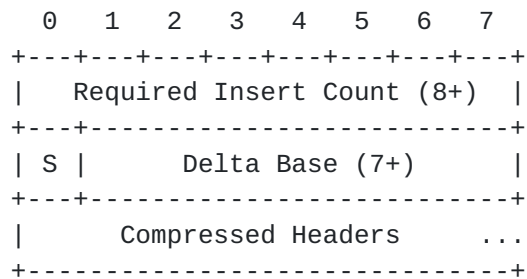 0   1   2   3   4   5   6   7
+---+---+---+---+---+---+---+---+
|   Required Insert Count (8+)  |
+---+---------------------------+
| S |      Delta Base (7+)      |
+---+---------------------------+
|      Compressed Headers     ...
+-------------------------------+